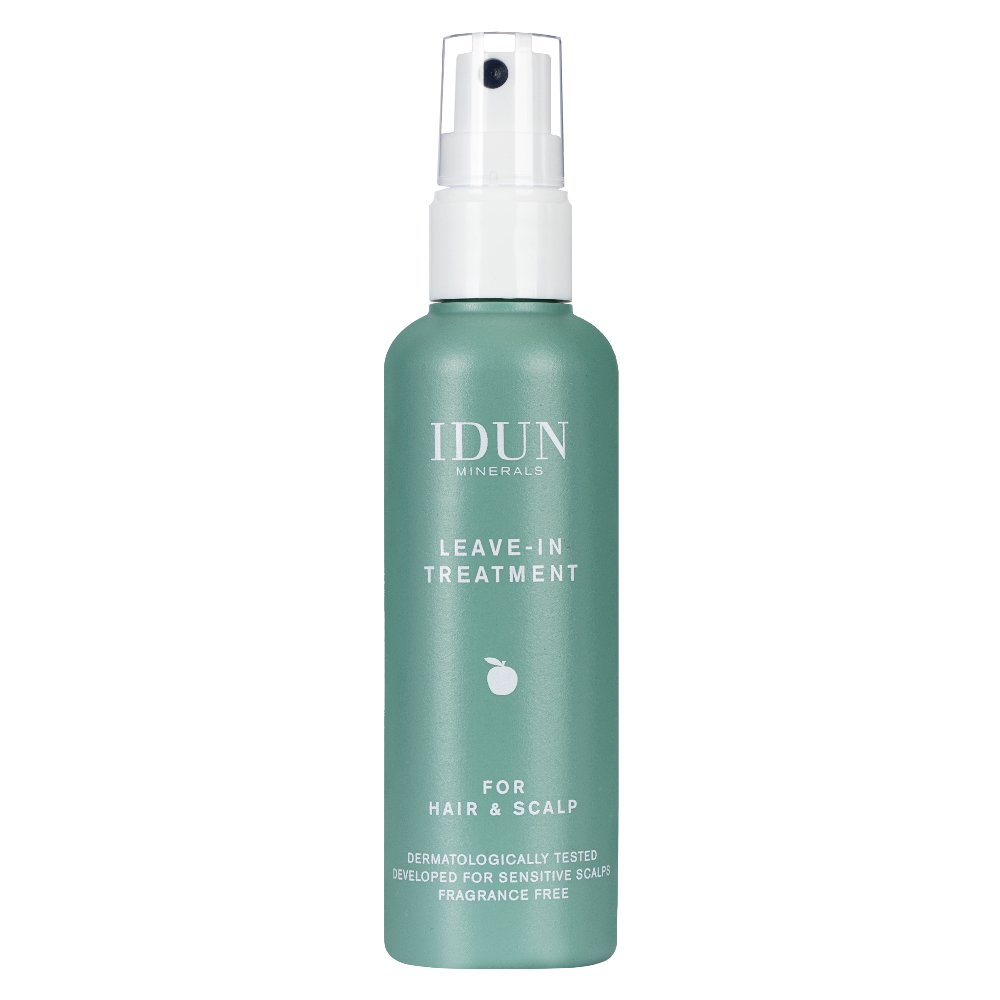 IDUN
MINERALS
LEAVE-IN
TREATMENT
FOR
HAIR & SCALP
DERMATOLOGICALLY TESTED
DEVELOPED FOR SENSITIVE SCALPS
FRAGRANCE FREE